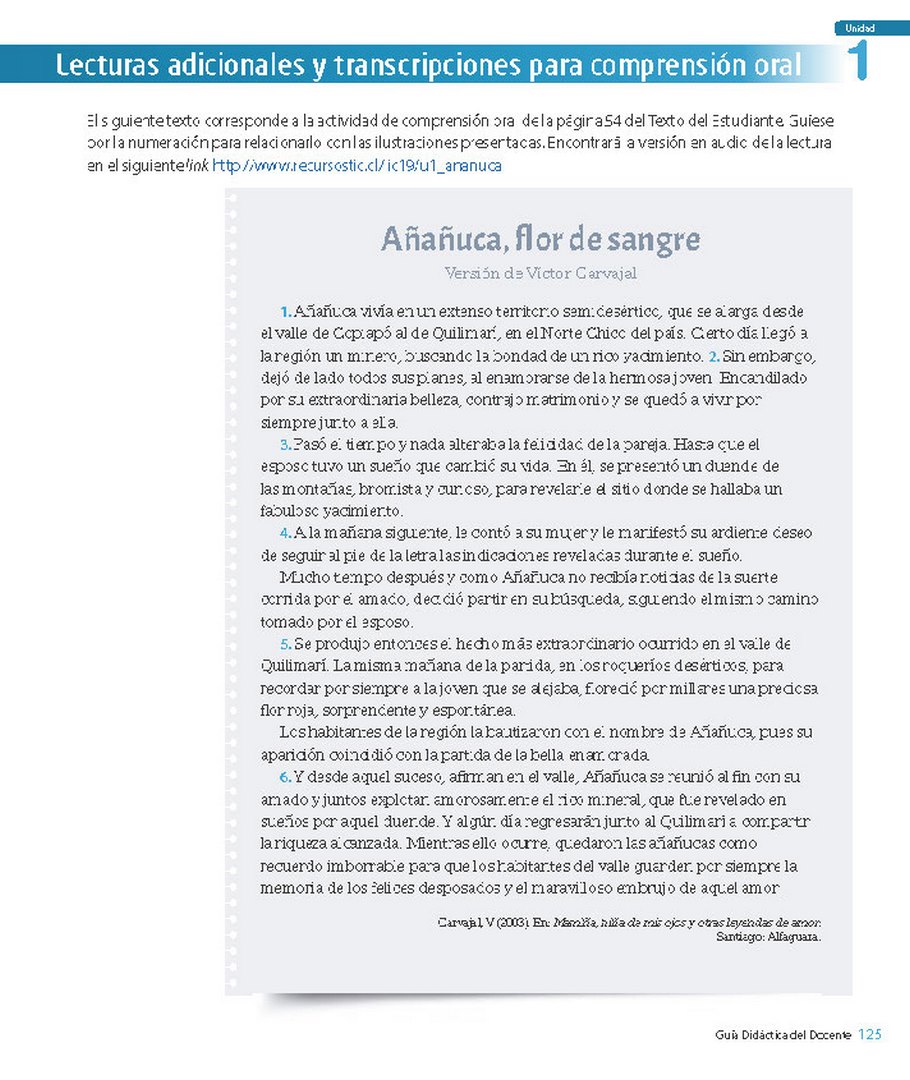 Unidad
1
Lecturas adicionales y transcripciones para comprensión oral
El siguiente texto corresponde a la actividad de comprensión oral de la página 54 del Texto del Estudiante. Guíese
por la numeración para relacionarlo con las ilustraciones presentadas. Encontrará la versión en audio de la lectura
en el siguiente link http://www.recursostic.cl/lic19/u1_ananuca
Añañuca, flor de sangre
Versión de Víctor Carvajal
1. Añañuca vivía en un extenso territorio semidesértico, que se alarga desde
el valle de Copiapó al de Quilimarí, en el Norte Chico del país. Cierto día llegó a
la región un minero, buscando la bondad de un rico yacimiento. 2. Sin embargo,
dejó de lado todos sus planes, al enamorarse de la hermosa joven. Encandilado
por su extraordinaria belleza, contrajo matrimonio y se quedó a vivir por
siempre junto a ella.
3. Pasó el tiempo y nada alteraba la felicidad de la pareja. Hasta que el
esposo tuvo un sueño que cambió su vida. En él, se presentó un duende de
las montañas, bromista y curioso, para revelarle el sitio donde se hallaba un
fabuloso yacimiento.
4. A la mañana siguiente, le contó a su mujer y le manifestó su ardiente deseo
de seguir al pie de la letra las indicaciones reveladas durante el sueño.
Mucho tiempo después y como Añañuca no recibía noticias de la suerte
corrida por el amado, decidió partir en su búsqueda, siguiendo el mismo camino
tomado por el esposo.
5. Se produjo entonces el hecho más extraordinario ocurrido en el valle de
Quilimarí. La misma mañana de la partida, en los roqueríos desérticos, para
recordar por siempre a la joven que se alejaba, floreció por millares una preciosa
flor roja, sorprendente y espontánea.
Los habitantes de la región la bautizaron con el nombre de Añañuca, pues su
aparición coincidió con la partida de la bella enamorada.
6. Y desde aquel suceso, afirman en el valle, Añañuca se reunió al fin con su
amado y juntos explotan amorosamente el rico mineral, que fue revelado en
sueños por aquel duende. Y algún día regresarán junto al Quilimarí a compartir
la riqueza alcanzada. Mientras ello ocurre, quedaron las añañucas como
recuerdo imborrable para que los habitantes del valle guarden por siempre la
memoria de los felices desposados y el maravilloso embrujo de aquel amor.
Carvajal, V. (2003). En: Mamiña, niña de mis ojos y otras leyendas de amor.
Santiago: Alfaguara.
Guía Didáctica del Docente 125